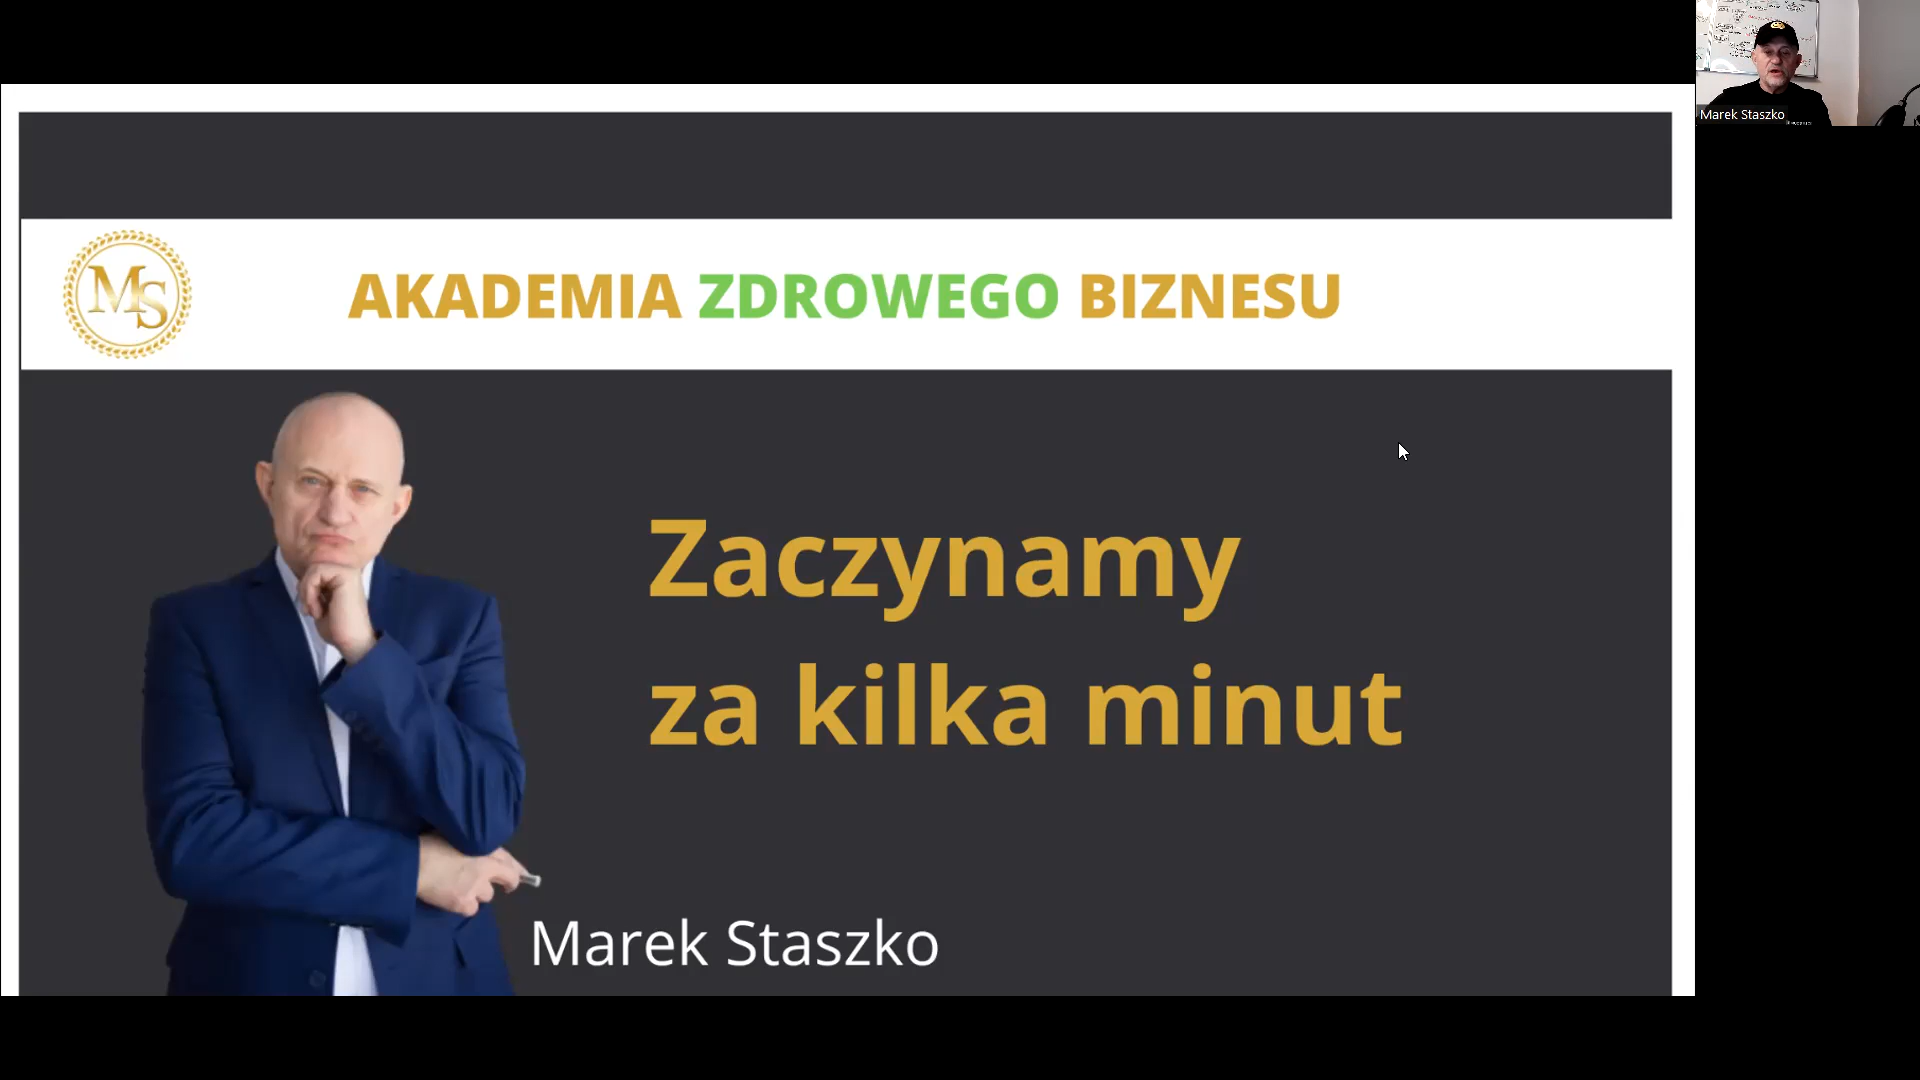 Marek Staszko
MS
AKADEMIA ZDROWEGO BIZNESU
Zaczynamy
za kilka minut
Marek Staszko